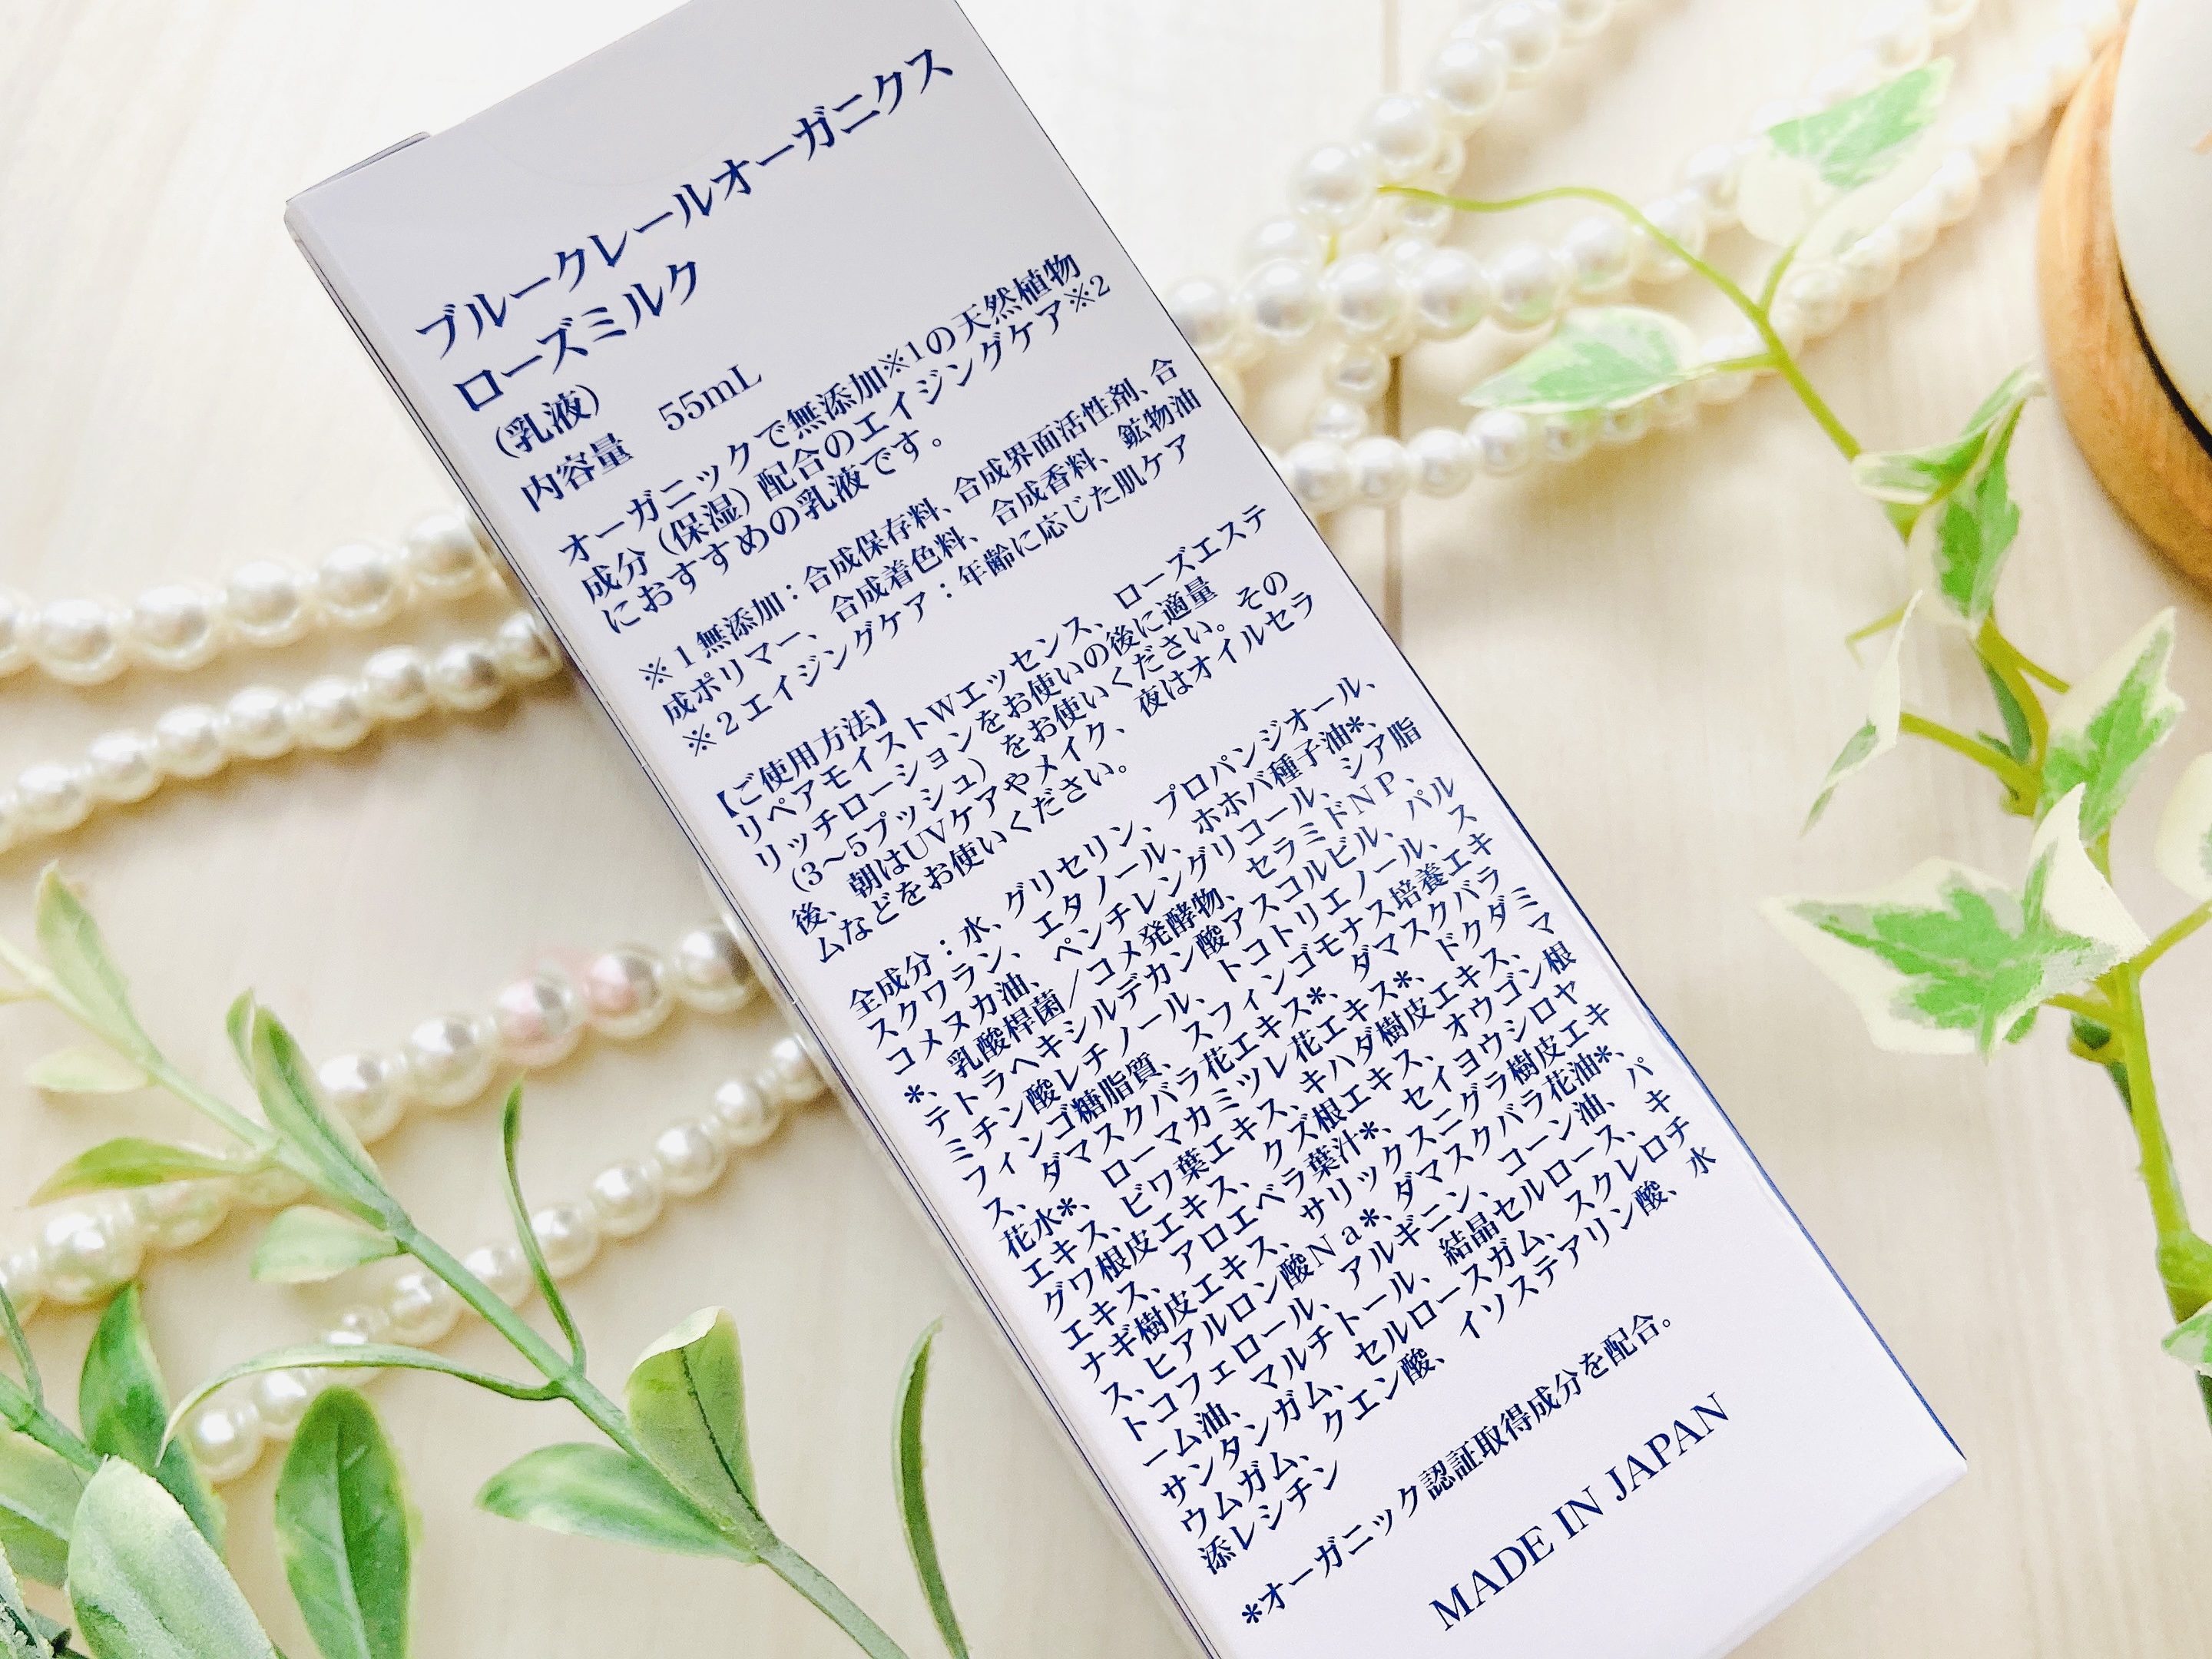 ブルークレールオーガニクス
ローズミルク
(乳液)
内容量　55mL
オーガニックで無添加※1の天然植物
成分(保湿)配合のエイジングケア※2
におすすめの乳液です。
※1無添加：合成保存料、合成界面活性剤、合
成ポリマー、合成着色料、合成香料、鉱物油
※2エイジングケア：年齢に応じた肌ケア
【ご使用方法】
リペアモイストWエッセンス、ローズエステ
リッチローションをお使いの後に適量
(3～5プッシュ)をお使いください。その
後、朝はUVケアやメイク、夜はオイルセラ
ムなどをお使いください。
全成分：水、グリセリン、プロパンジオール、
スクワラン、エタノール、ホホバ種子油*、
コメヌカ油、ペンチレングリコール、シア脂
*、乳酸桿菌／コメ発酵物、セラミドNP、
テトラヘキシルデカン酸アスコルビル、パル
ミチン酸レチノール、トコトリエノール、ス
フィンゴ糖脂質、スフィンゴモナス培養エキ
ス、ダマスクバラ花エキス*、ダマスクバラ
花水*、ローマカミツレ花エキス*、ドクダミ
エキス、ビワ葉エキス、キハダ樹皮エキス、マ
グワ根皮エキス、クズ根エキス、オウゴン根
エキス、アロエベラ葉汁*、セイヨウシロヤ
ナギ樹皮エキス、サリックスニグラ樹皮エキ
ス、ヒアルロン酸Na*、ダマスクバラ花油*、
トコフェロール、アルギニン、コーン油、パ
ーム油、マルチトール、結晶セルロース、キ
サンタンガム、セルロースガム、スクレロチ
ウムガム、クエン酸、イソステアリン酸、水
添レシチン
*オーガニック認証取得成分を配合。
MADE IN JAPAN